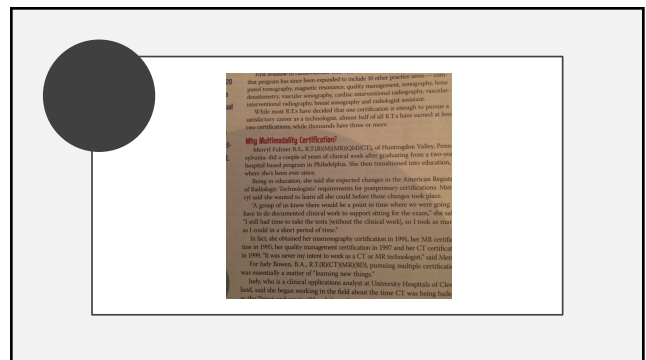 20
that program has since been expanded to include 10 other practice areas — com-
puted tomography, magnetic resonance, quality management, sonography, bone
densitometry, vascular sonography, cardiac-interventional radiography, vascular-
interventional radiography, breast sonography and radiologist assistant.
While most R.T.s have decided that one certification is enough to pursue a
satisfactory career as a technologist, almost half of all R.T.s have earned at least
two certifications, while thousands have three or more.
Why Multimodality Certification?
Merryl Fulmer B.S., R.T.(R)(M)(MR)(QM)(CT), of Huntingdon Valley, Penn
sylvania, did a couple of years of clinical work after graduating from a two-yea
hospital-based program in Philadelphia. She then transitioned into education,
where she's been ever since.
Being in education, she said she expected changes in the American Registr
of Radiologic Technologists' requirements for postprimary certifications. Mer
ryl said she wanted to learn all she could before those changes took place.
"A group of us knew there would be a point in time where we were going
have to do documented clinical work to support sitting for the exam," she sai
"I still had time to take the tests [without the clinical work], so I took as man
as I could in a short period of time."
In fact, she obtained her mammography certification in 1991, her MR certific
tion in 1995, her quality management certification in 1997 and her CT certificat
in 1999. "It was never my intent to work as a CT or MR technologist," said Merr
For Judy Bowen, B.A., R.T.(R)(CT)(MR)(BD), pursuing multiple certificatio
was essentially a matter of "learning new things."
Judy, who is a clinical applications analyst at University Hospitals of Clev
land, said she began working in the field about the time CT was being haile